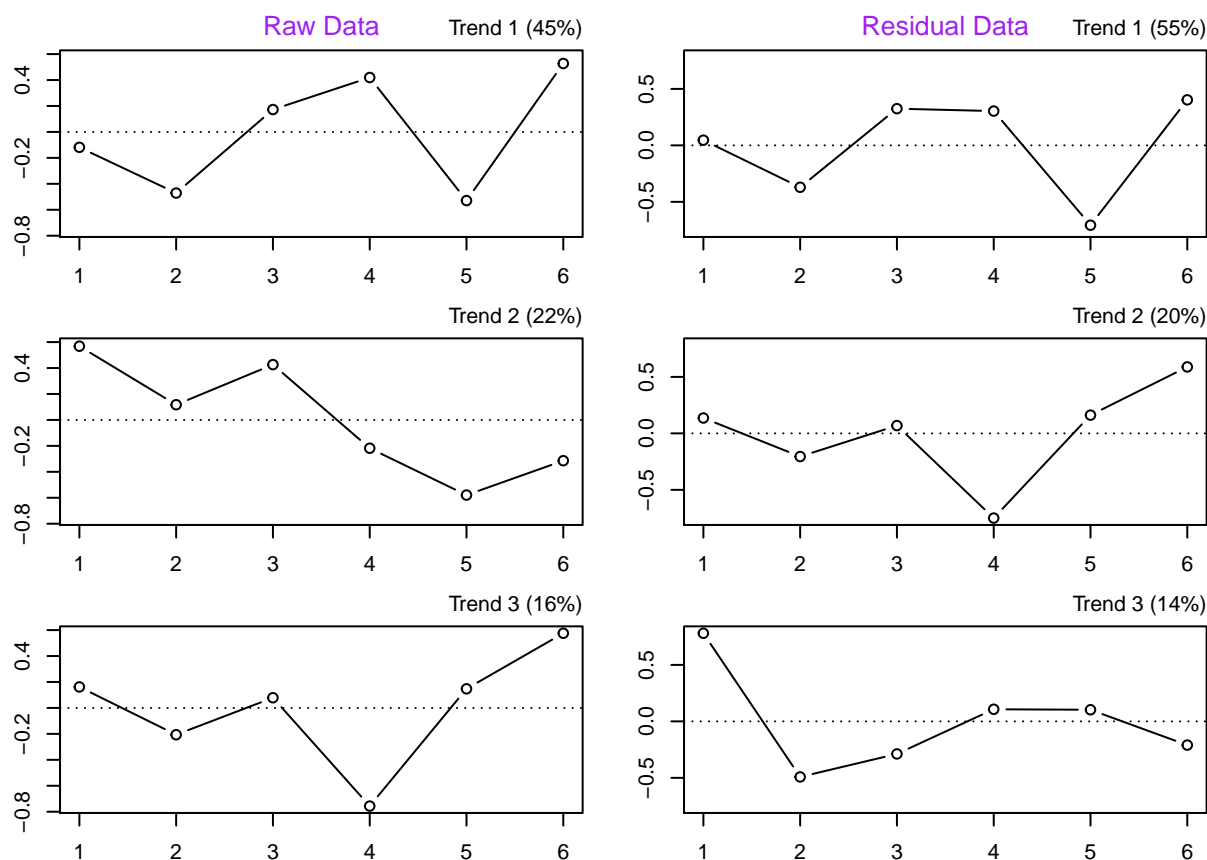 Raw Data
Trend 1 (45%)
0.4
-0.2
-0.8
1 2 3 4 5 6
Residual Data
Trend 1 (55%)
0.5
0.0
-0.5
1 2 3 4 5 6
Trend 2 (22%)
0.4
-0.2
-0.8
1 2 3 4 5 6
Trend 2 (20%)
0.5
0.0
-0.5
1 2 3 4 5 6
Trend 3 (16%)
0.4
-0.2
-0.8
1 2 3 4 5 6
Trend 3 (14%)
0.5
0.0
-0.5
1 2 3 4 5 6